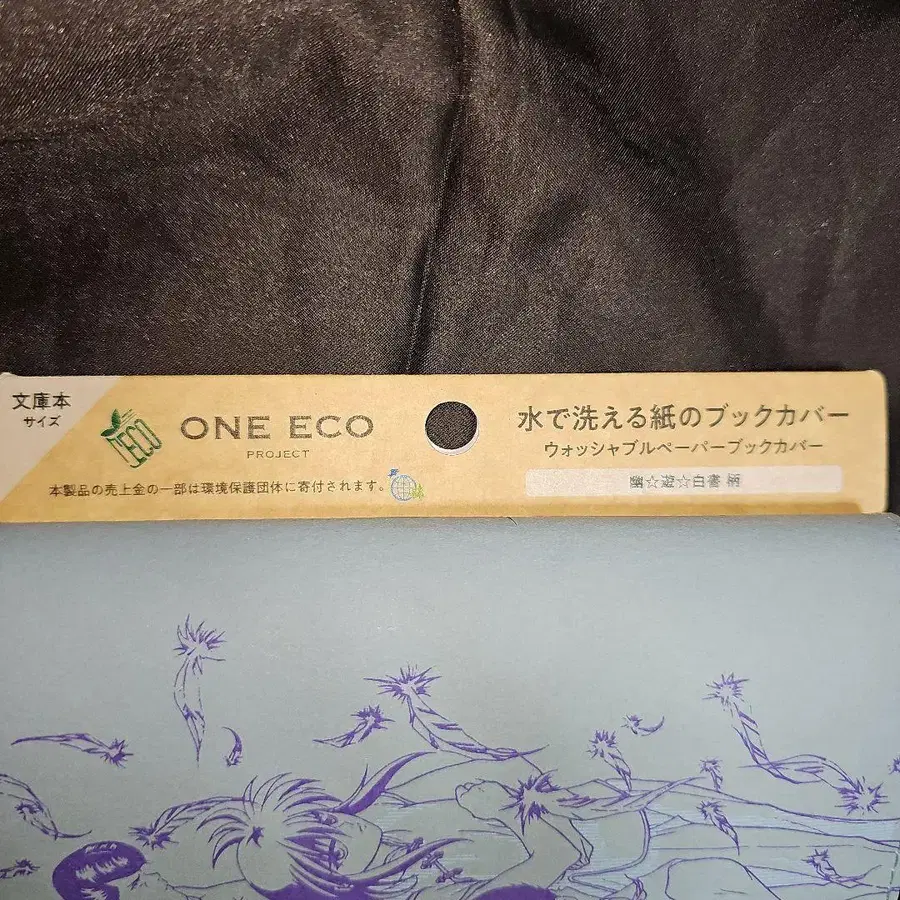 文庫本
サイズ
ECO
ONE ECO
PROJECT
本製品の売上金の一部は環境保護団体に寄付されます。
水で洗える紙のブックカバー
ウォッシャブルペーパーブックカバー
幽☆遊☆白書 柄